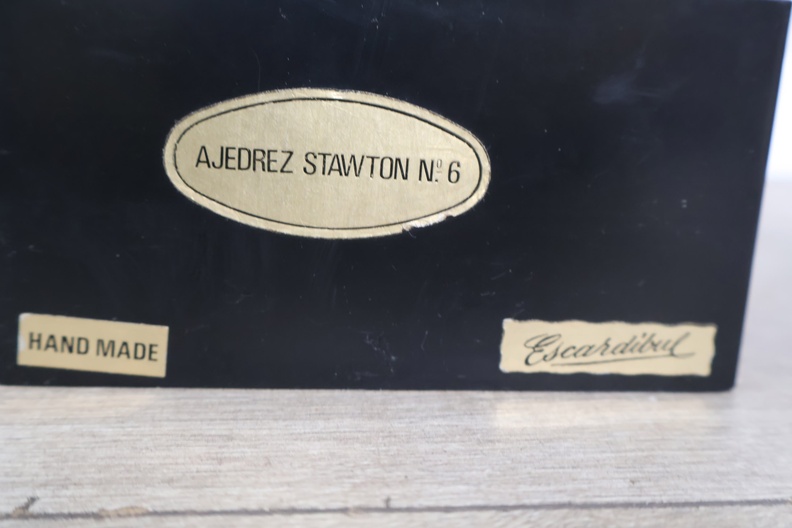 AJEDREZ STAWTON Nº 6
HAND MADE
Escardibul